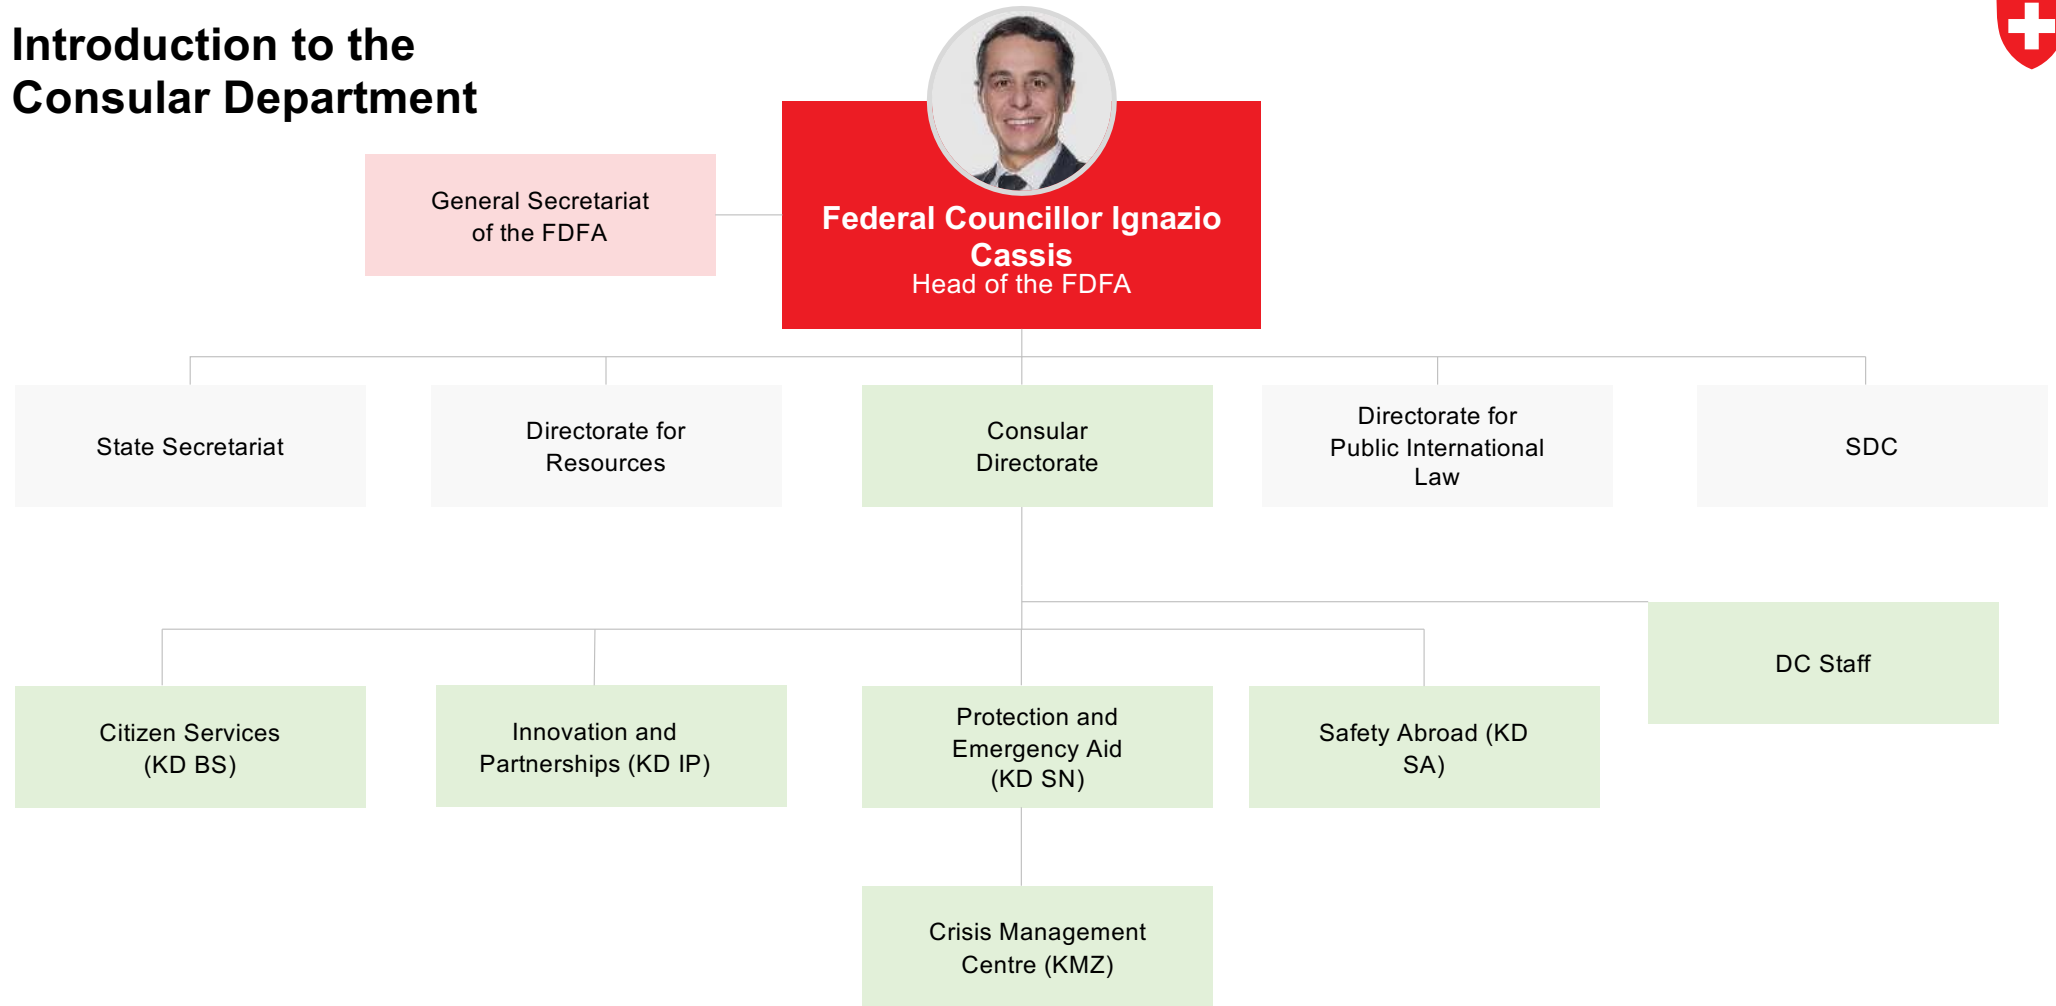 Introduction to the
Consular Department
General Secretariat
of the FDFA
Federal Councillor Ignazio
Cassis
Head of the FDFA
State Secretariat
Directorate for
Resources
Consular
Directorate
Directorate for
Public International
Law
SDC
DC Staff
Citizen Services
(KD BS)
Innovation and
Partnerships (KD IP)
Protection and
Emergency Aid
(KD SN)
Safety Abroad (KD
SA)
Crisis Management
Centre (KMZ)